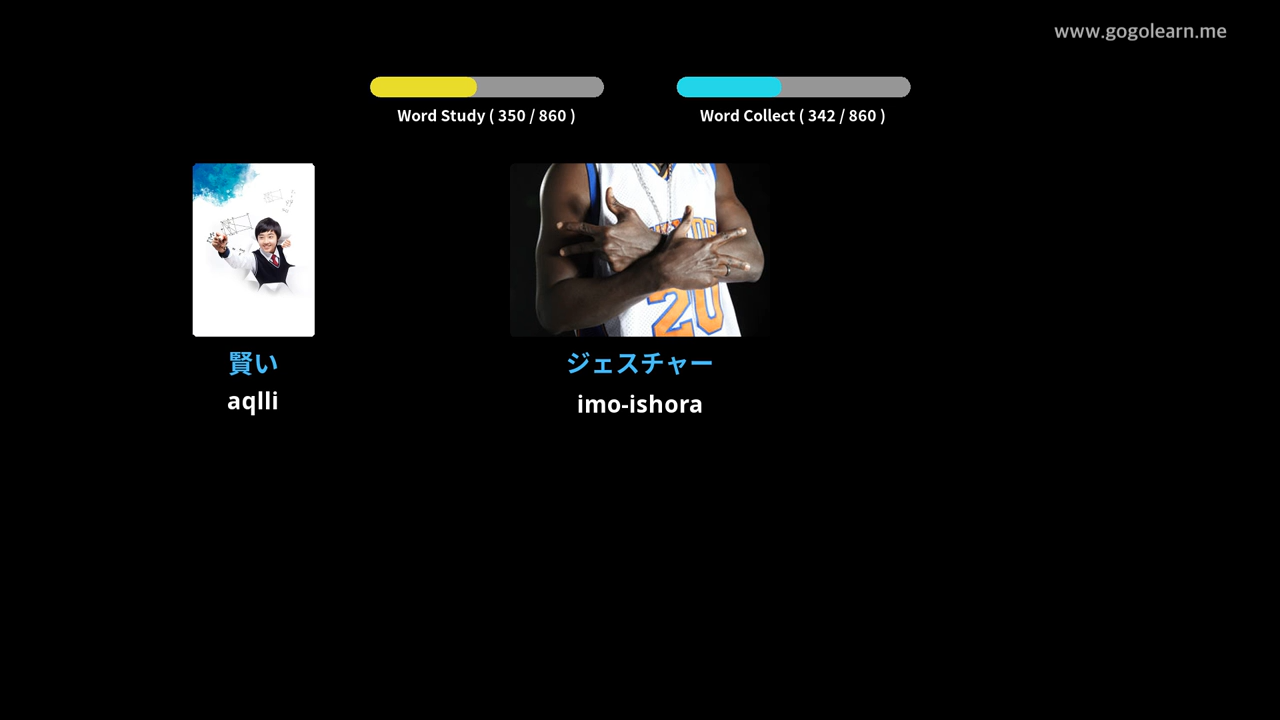 www.gogolearn.me
Word Study ( 350 / 860 )
Word Collect ( 342 / 860 )
20
賢い
aqlli
ジェスチャー
imo-ishora